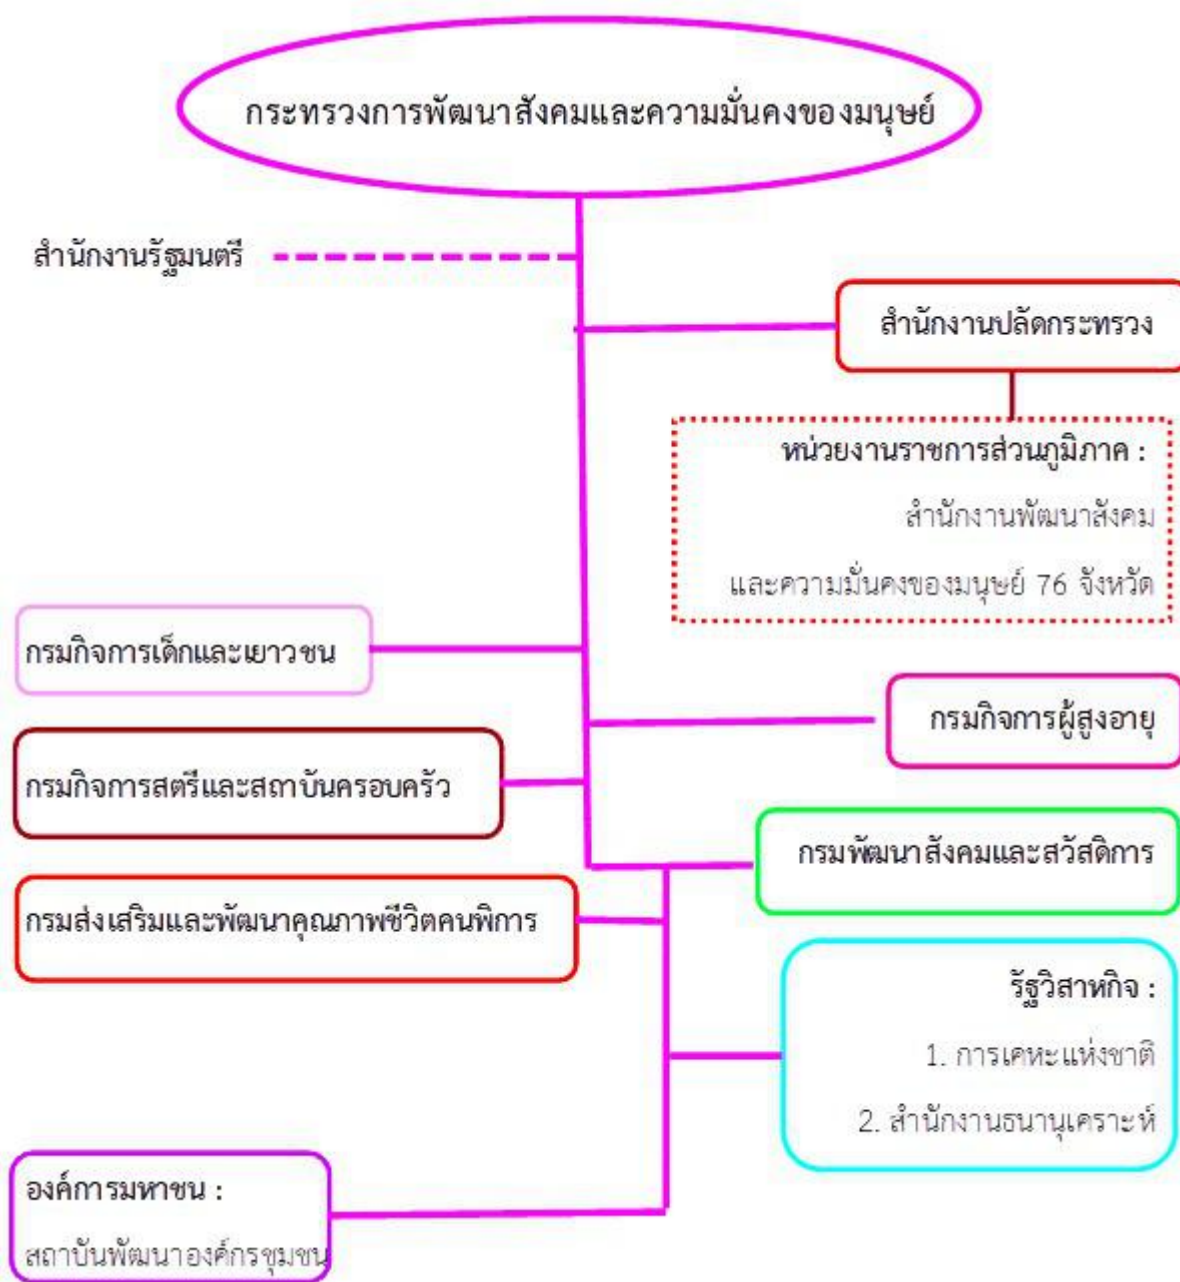 กระทรวงการพัฒนาสังคมและความมั่นคงของมนุษย์
สำนักงานรัฐมนตรี
สำนักงานปลัดกระทรวง
หน่วยงานราชการส่วนภูมิภาค :
สำนักงานพัฒนาสังคม
และความมั่นคงของมนุษย์ 76 จังหวัด
กรมกิจการเด็กและเยาวชน
กรมกิจการผู้สูงอายุ
กรมกิจการสตรีและสถาบันครอบครัว
กรมพัฒนาสังคมและสวัสดิการ
กรมส่งเสริมและพัฒนาคุณภาพชีวิตคนพิการ
รัฐวิสาหกิจ :
1. การเคหะแห่งชาติ
2. สำนักงานธนานุเคราะห์
องค์การมหาชน :
สถาบันพัฒนาองค์กรชุมชน